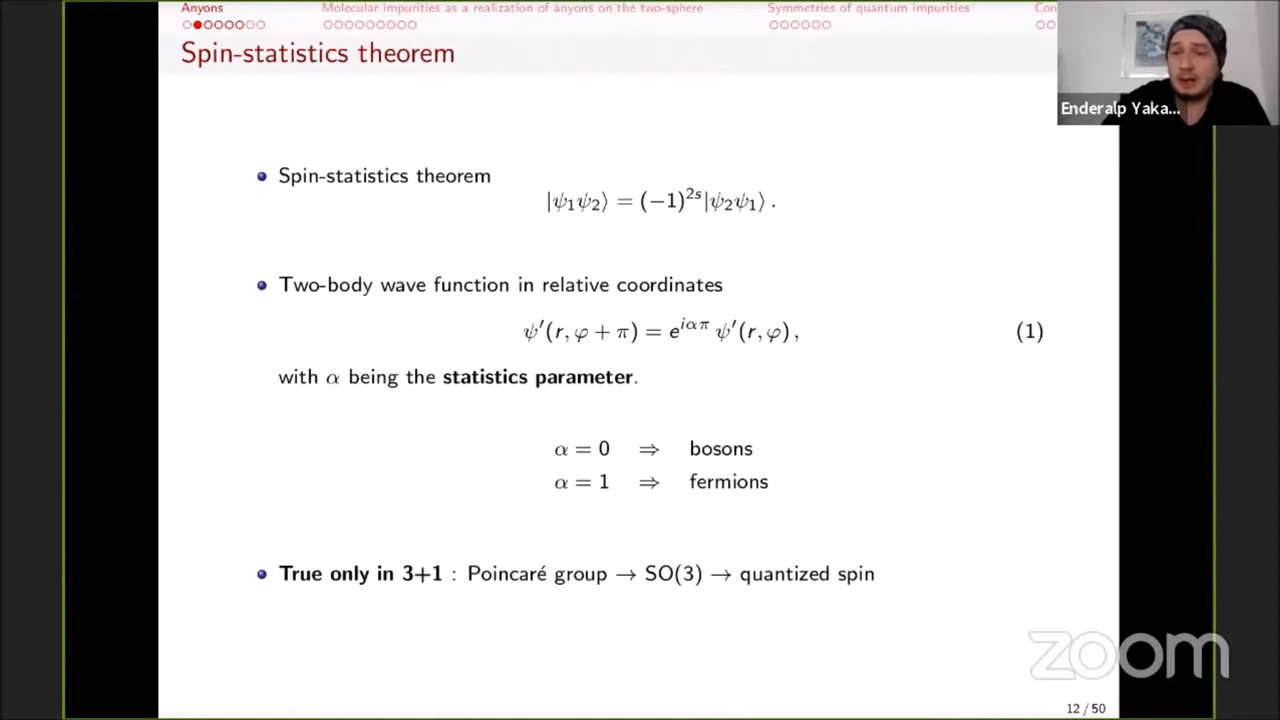 Anyons
Molecular impurities as a realization of anyons on the two-sphere
Symmetries of quantum impurities
Con
Spin-statistics theorem
Enderalp Yaka...
Spin-statistics theorem
|ψ₁ψ₂⟩ = (−1)²ˢ|ψ₂ψ₁⟩ .
Two-body wave function in relative coordinates
ψ′(r, φ + π) = e^{iαπ} ψ′(r, φ) , (1)
with α being the statistics parameter.
α = 0 ⇒ bosons
α = 1 ⇒ fermions
True only in 3+1 : Poincaré group → SO(3) → quantized spin
zoom
12 / 50